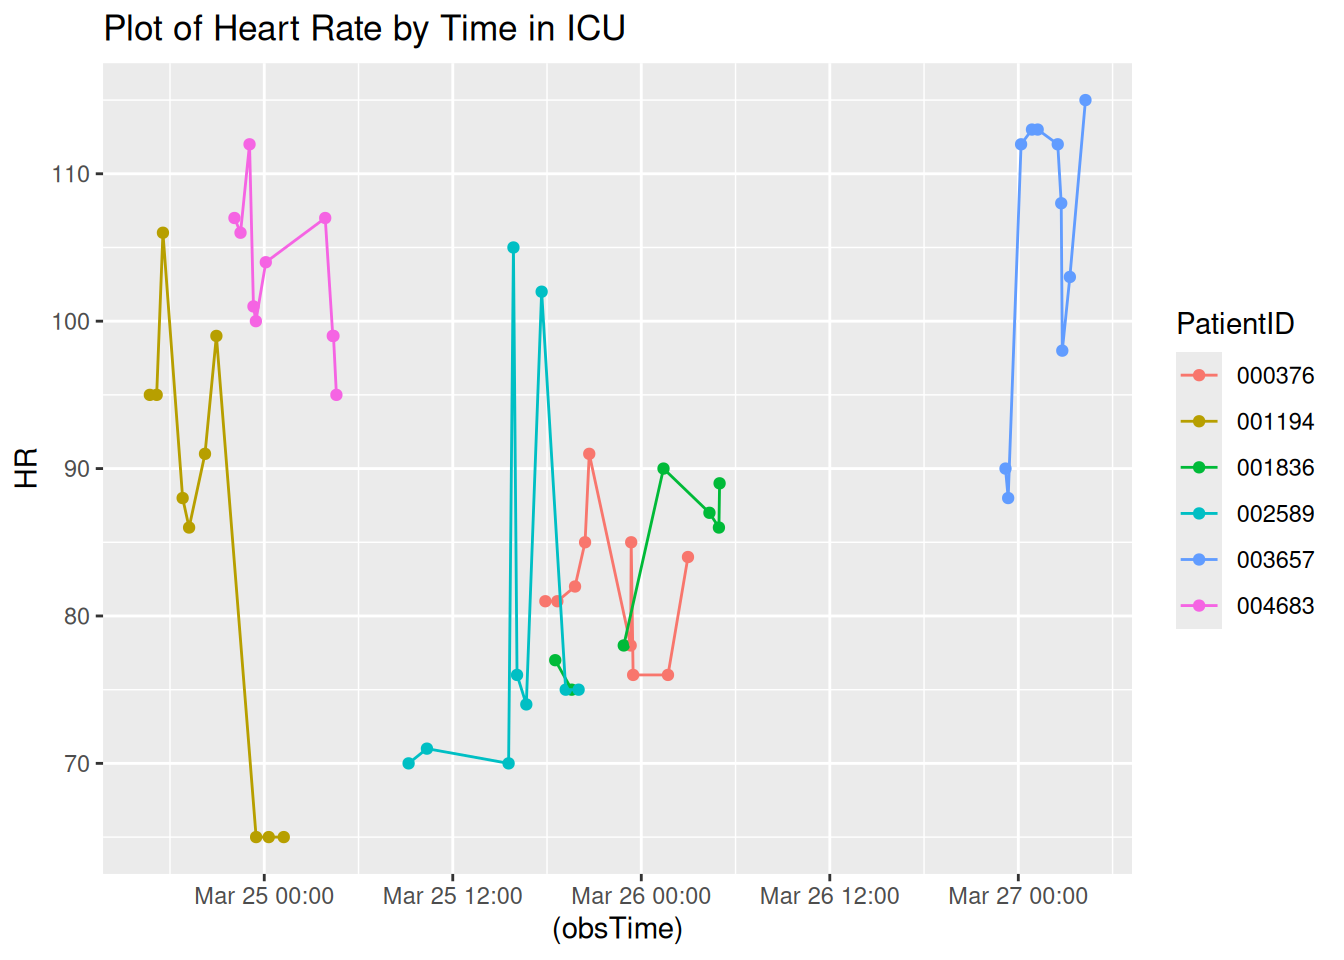 Plot of Heart Rate by Time in ICU
HR
110
100
90
80
70
Mar 25 00:00
Mar 25 12:00
Mar 26 00:00
Mar 26 12:00
Mar 27 00:00
(obsTime)
PatientID
000376
001194
001836
002589
003657
004683